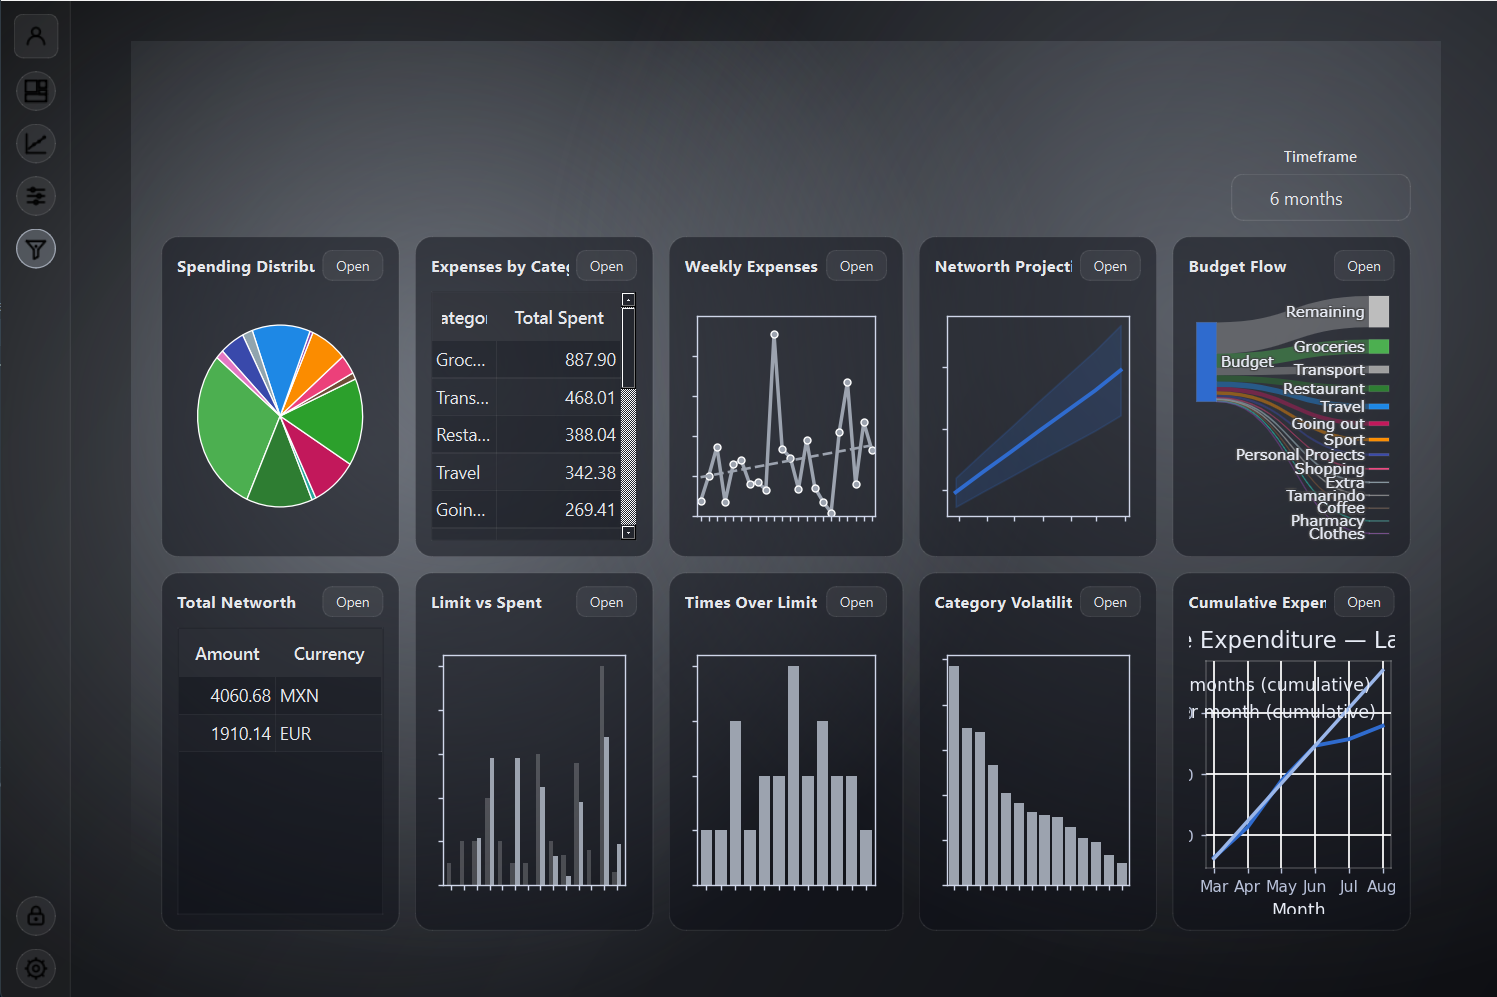 Timeframe
6 months
Spending Distribu
Open
Expenses by Categ
Open
Weekly Expenses
Open
Networth Projecti
Open
Budget Flow
Open
ategor
Total Spent
Groc... 887.90
Trans... 468.01
Resta... 388.04
Travel 342.38
Goin... 269.41
Budget
Remaining
Groceries
Transport
Restaurant
Travel
Going out
Sport
Personal Projects
Shopping
Extra
Tamarindo
Coffee
Pharmacy
Clothes
Total Networth
Open
Limit vs Spent
Open
Times Over Limit
Open
Category Volatilit
Open
Cumulative Expen
Open
Amount Currency
4060.68 MXN
1910.14 EUR
e Expenditure — La
months (cumulative)
r month (cumulative)
0
0
Mar Apr May Jun Jul Aug
Month